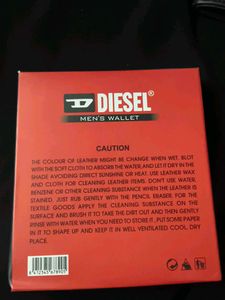 D DIESEL®
MEN'S WALLET
CAUTION
THE COLOUR OF LEATHER MIGHT BE CHANGE WHEN WET, BLOT
WITH THE SOFT CLOTH TO ABSORB THE WATER, AND LET IT DRY IN
THE SHADE AVOIDING DIRECT SUNSHINE OR HEAT. USE LEATHER WAX
AND CLOTH FOR CLEANING LEATHER ITEMS. DON'T USE WATER,
BENZENE OR OTHER CLEANING SUBSTANCE WHEN THE LEATHER IS
STAINED. JUST RUB GENTLY WITH THE PENCIL ERASER. FOR THE
TEXTILE GOODS APPLY THE CLEANING SUBSTANCE ON THE
SURFACE AND BRUSH IT TO TAKE THE DIRT OUT AND THEN GENTLY
RINSE WITH WATER. WHEN YOU NEED TO STORE IT, PUT SOME PAPER
IN IT TO SHAPE UP AND KEEP IT IN WELL VENTILATED COOL DRY
PLACE.
8 412345 678901